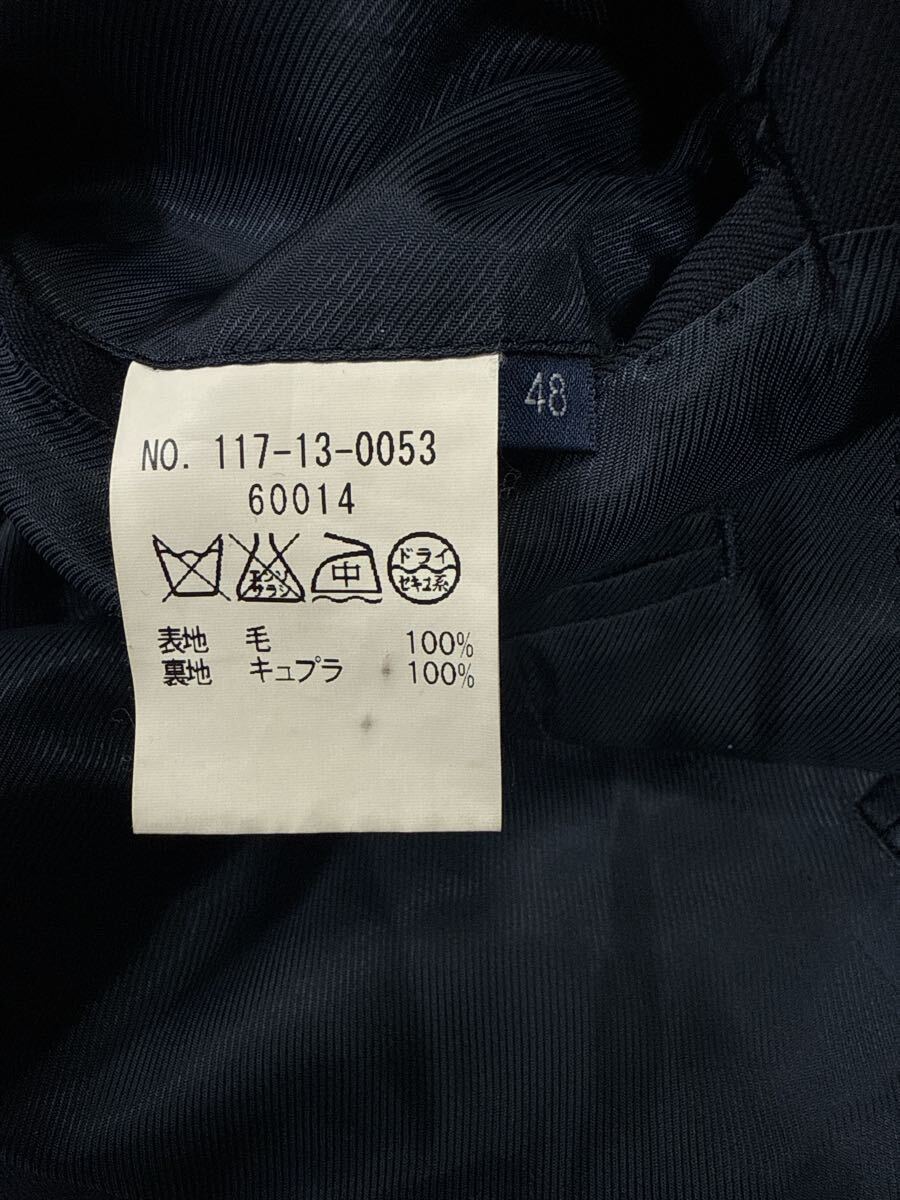 48
NO. 117-13-0053
60014
エンソ
サラシ
中
ドライ
セキユ系
表地 毛 100%
裏地 キュプラ 100%